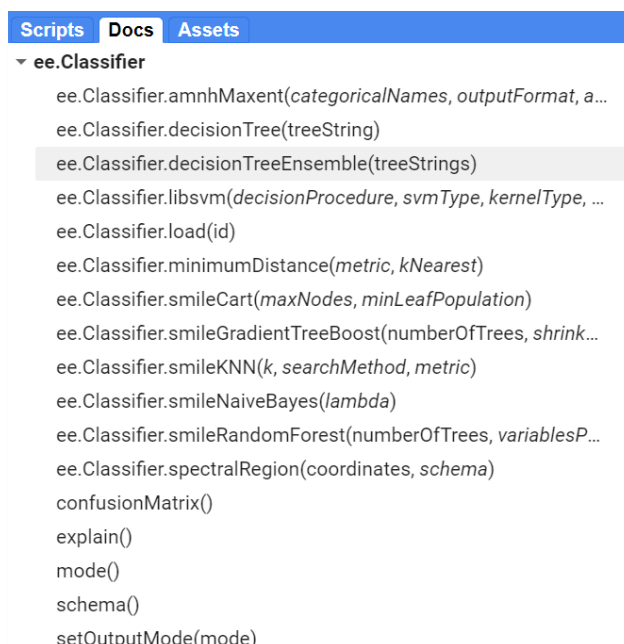 Scripts Docs Assets
ee.Classifier
ee.Classifier.amnhMaxent(categoricalNames, outputFormat, a...
ee.Classifier.decisionTree(treeString)
ee.Classifier.decisionTreeEnsemble(treeStrings)
ee.Classifier.libsvm(decisionProcedure, svmType, kernelType, ...
ee.Classifier.load(id)
ee.Classifier.minimumDistance(metric, kNearest)
ee.Classifier.smileCart(maxNodes, minLeafPopulation)
ee.Classifier.smileGradientTreeBoost(numberOfTrees, shrink...
ee.Classifier.smileKNN(k, searchMethod, metric)
ee.Classifier.smileNaiveBayes(lambda)
ee.Classifier.smileRandomForest(numberOfTrees, variablesP...
ee.Classifier.spectralRegion(coordinates, schema)
confusionMatrix()
explain()
mode()
schema()
setOutputMode(mode)